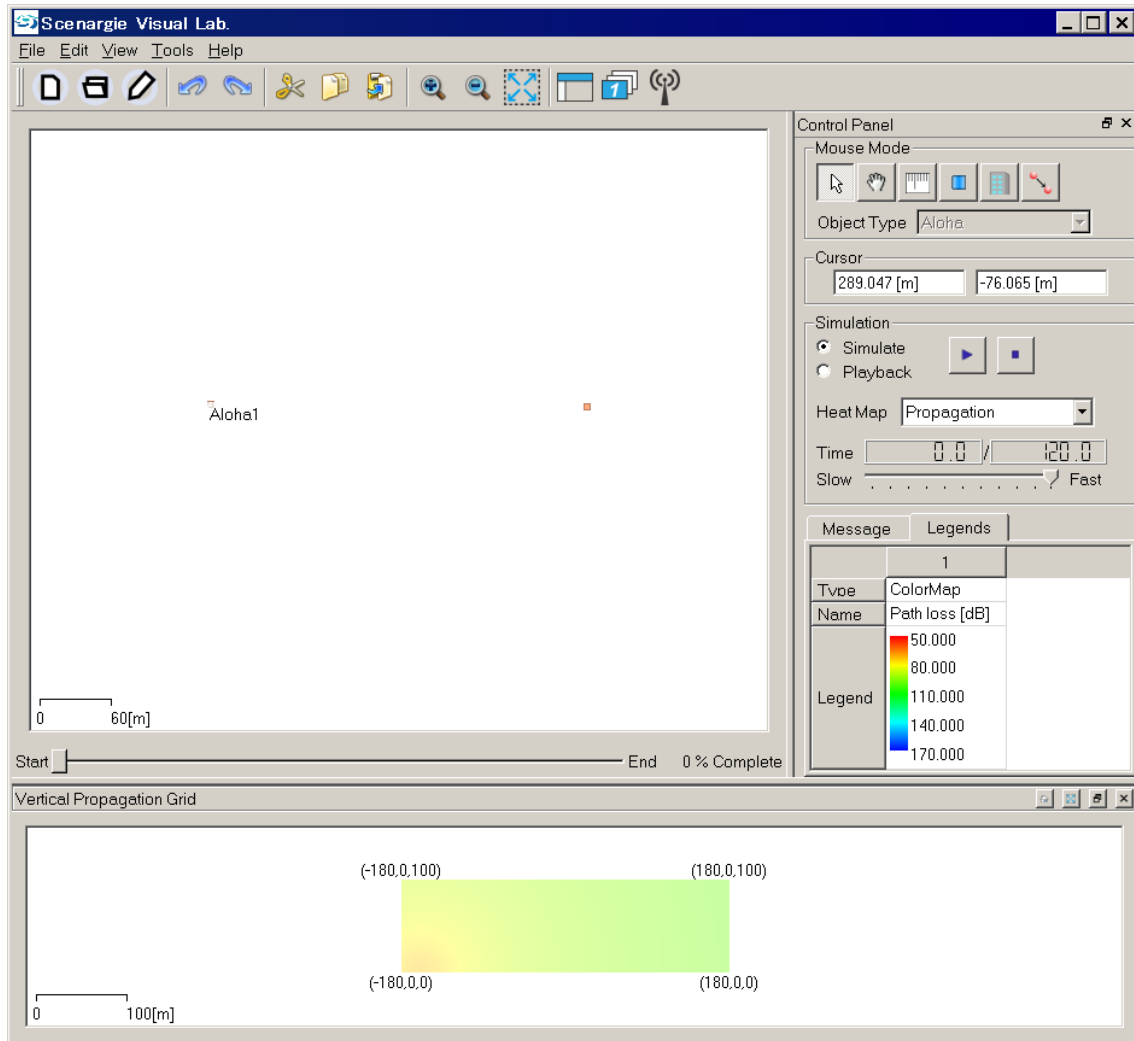 Scenargie Visual Lab.
File Edit View Tools Help
1
Control Panel
Mouse Mode
Object Type Aloha
Cursor
289.047 [m] -76.065 [m]
Simulation
Simulate
Playback
Heat Map Propagation
Time 0.0 / 120.0
Slow Fast
Message Legends
1
Type ColorMap
Name Path loss [dB]
Legend
50.000
80.000
110.000
140.000
170.000
Aloha1
0 60[m]
Start End 0 % Complete
Vertical Propagation Grid
(-180,0,100) (180,0,100)
(-180,0,0) (180,0,0)
0 100[m]